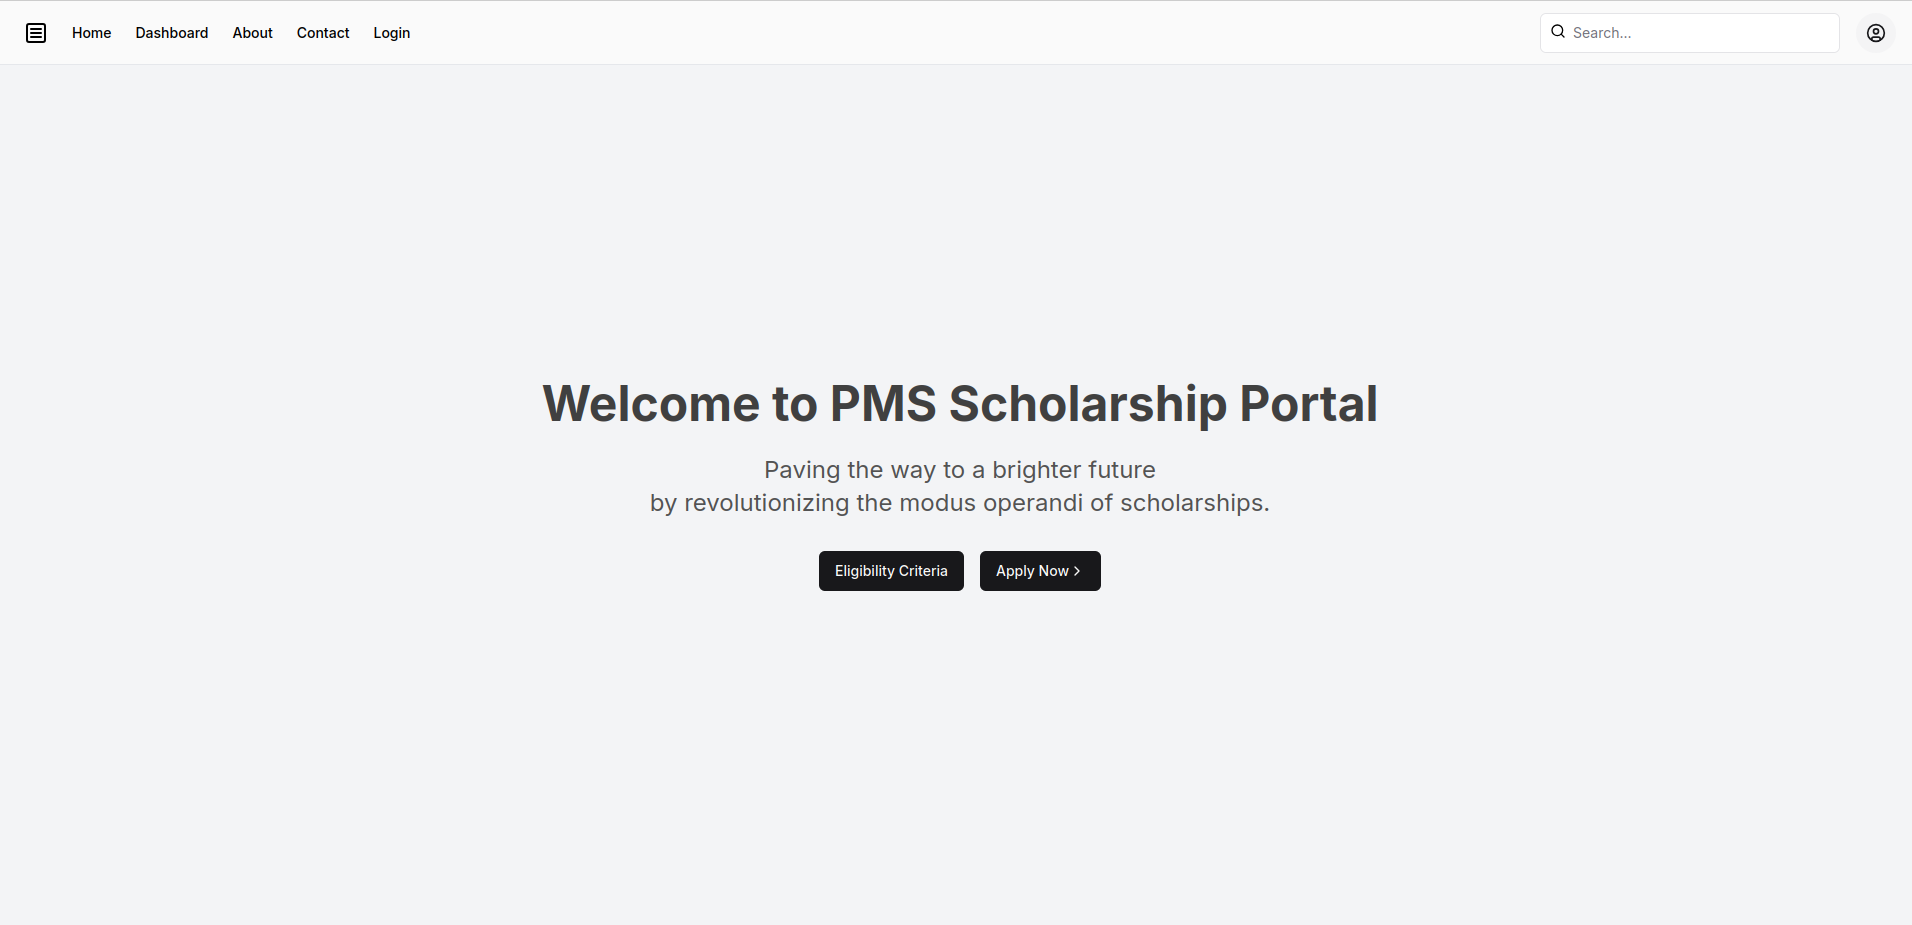 Home Dashboard About Contact Login Search...
Welcome to PMS Scholarship Portal
Paving the way to a brighter future
by revolutionizing the modus operandi of scholarships.
Eligibility Criteria Apply Now